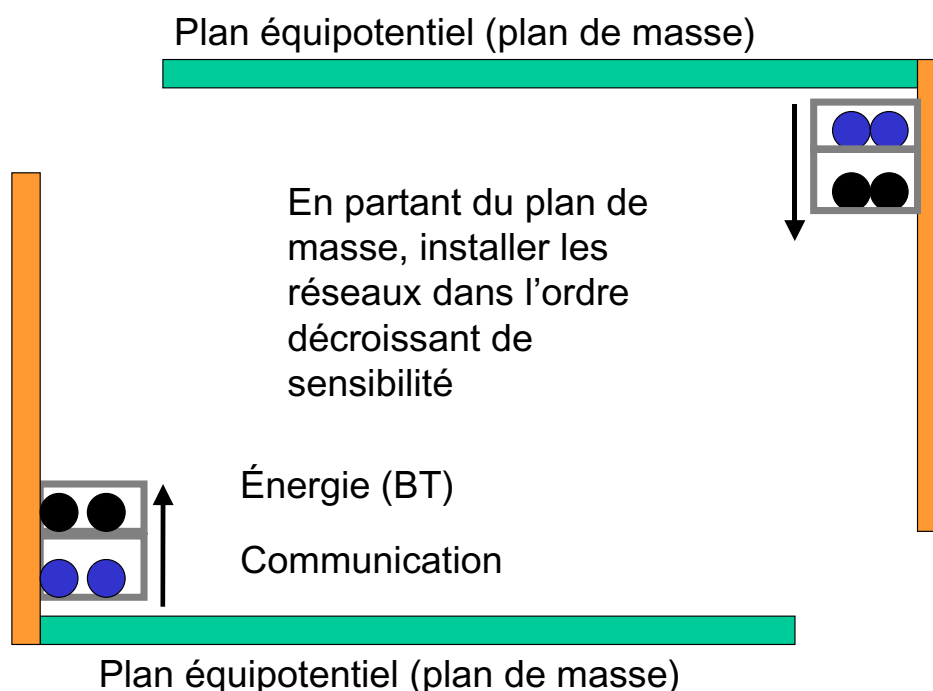 Plan équipotentiel (plan de masse)
En partant du plan de
masse, installer les
réseaux dans l’ordre
décroissant de
sensibilité
Énergie (BT)
Communication
Plan équipotentiel (plan de masse)